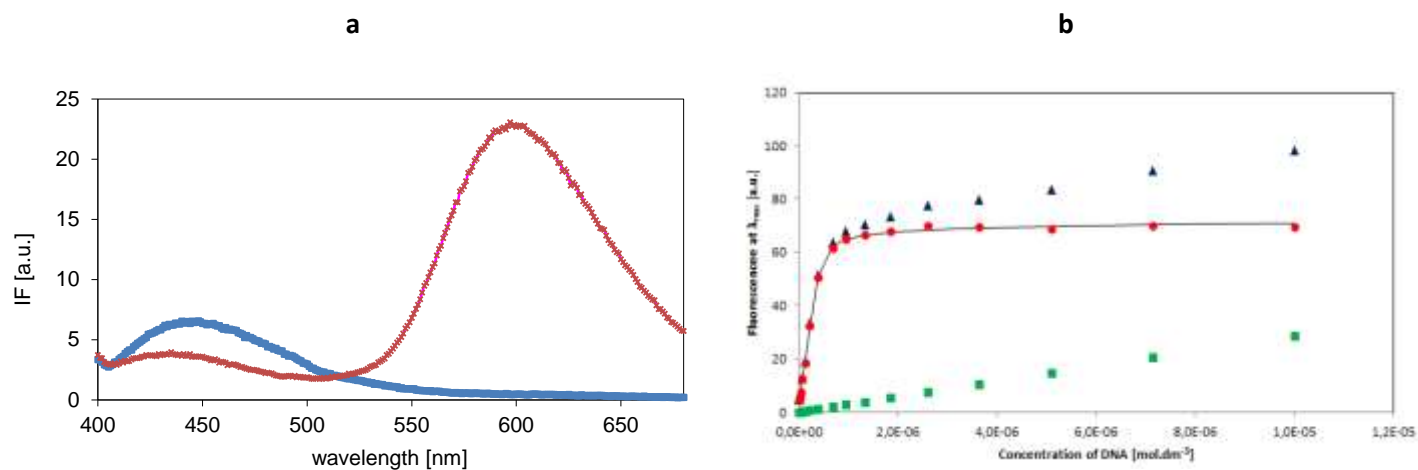 a
b
25
20
15
10
5
0
IF [a.u.]
400 450 500 550 600 650
wavelength [nm]
120
100
80
60
40
20
0
0,0E+00 2,0E-06 4,0E-06 6,0E-06 8,0E-06 1,0E-05 1,2E-05
Concentration of DNA [mol.dm-3]
Fluorescence at λmax [a.u.]